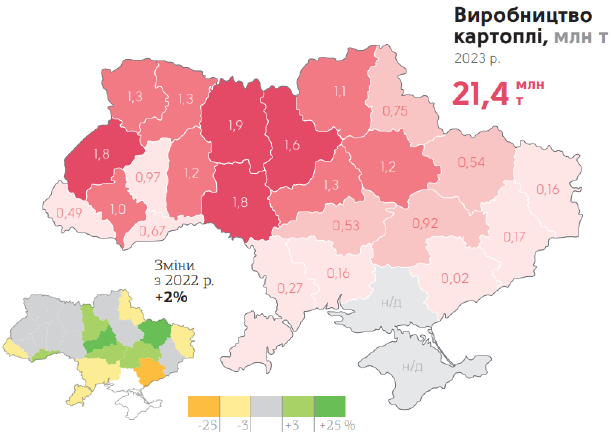 Виробництво
картоплі, млн т
2023 р.
21,4 млн т
1,3
1,3
1,9
1,1
0,75
1,8
1,6
0,97
1,2
1,2
0,54
0,16
0,49
1,0
0,67
1,8
1,3
0,53
0,92
0,17
0,27
0,16
0,02
н/д
н/д
Зміни
з 2022 р.
+2%
-25 -3 +3 +25 %